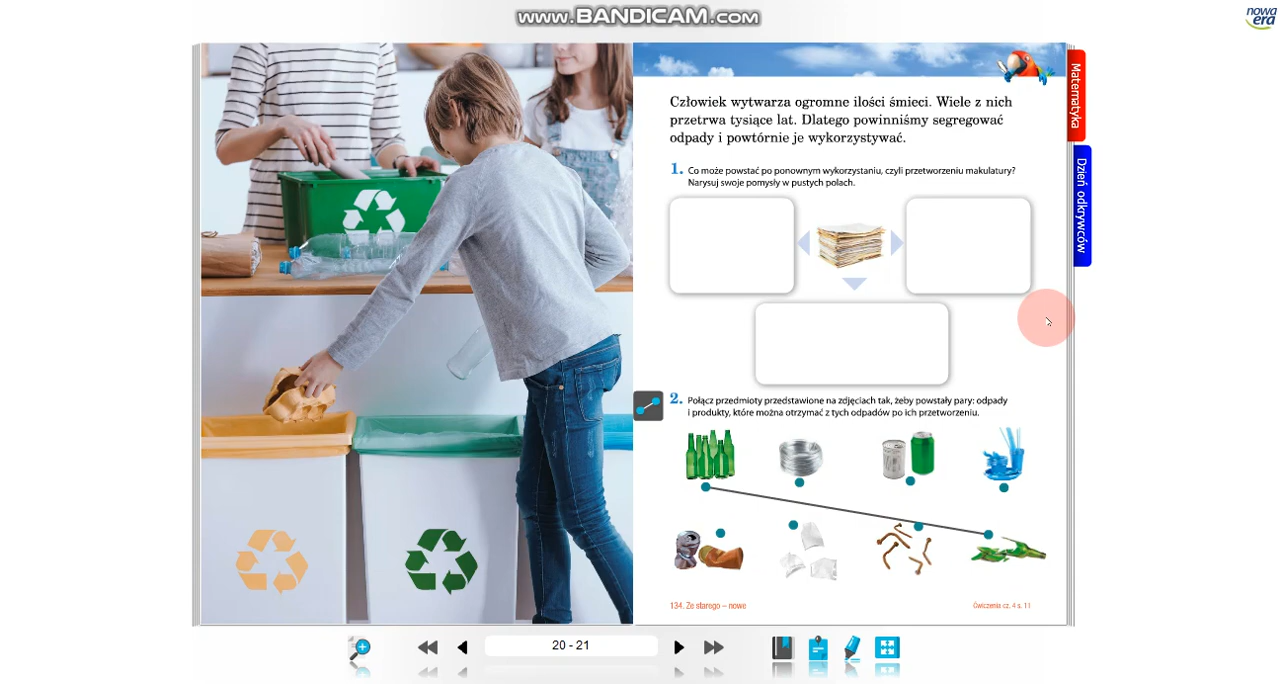 www.BANDICAM.com
nowa
era
Matematyka
Dzień odkrywców
Człowiek wytwarza ogromne ilości śmieci. Wiele z nich
przetrwa tysiące lat. Dlatego powinniśmy segregować
odpady i powtórnie je wykorzystywać.
1. Co może powstać po ponownym wykorzystaniu, czyli przetworzeniu makulatury?
Narysuj swoje pomysły w pustych polach.
2. Połącz przedmioty przedstawione na zdjęciach tak, żeby powstały pary: odpady
i produkty, które można otrzymać z tych odpadów po ich przetworzeniu.
134. Ze starego – nowe
Ćwiczenia cz. 4 s. 11
20 - 21